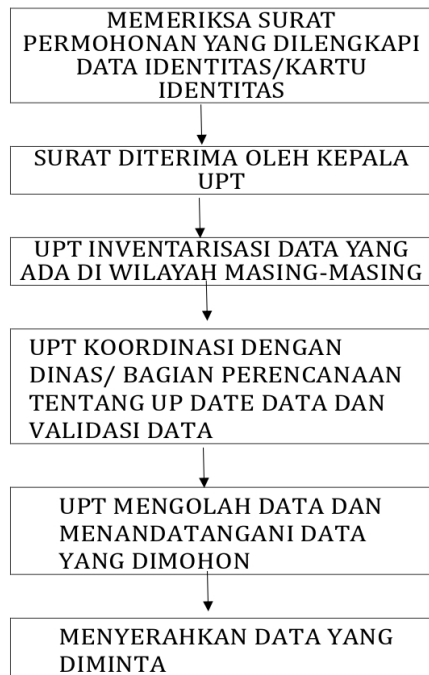 MEMERIKSA SURAT
PERMOHONAN YANG DILENGKAPI
DATA IDENTITAS/KARTU
IDENTITAS
SURAT DITERIMA OLEH KEPALA
UPT
UPT INVENTARISASI DATA YANG
ADA DI WILAYAH MASING-MASING
UPT KOORDINASI DENGAN
DINAS/ BAGIAN PERENCANAAN
TENTANG UP DATE DATA DAN
VALIDASI DATA
UPT MENGOLAH DATA DAN
MENANDATANGANI DATA
YANG DIMOHON
MENYERAHKAN DATA YANG
DIMINTA